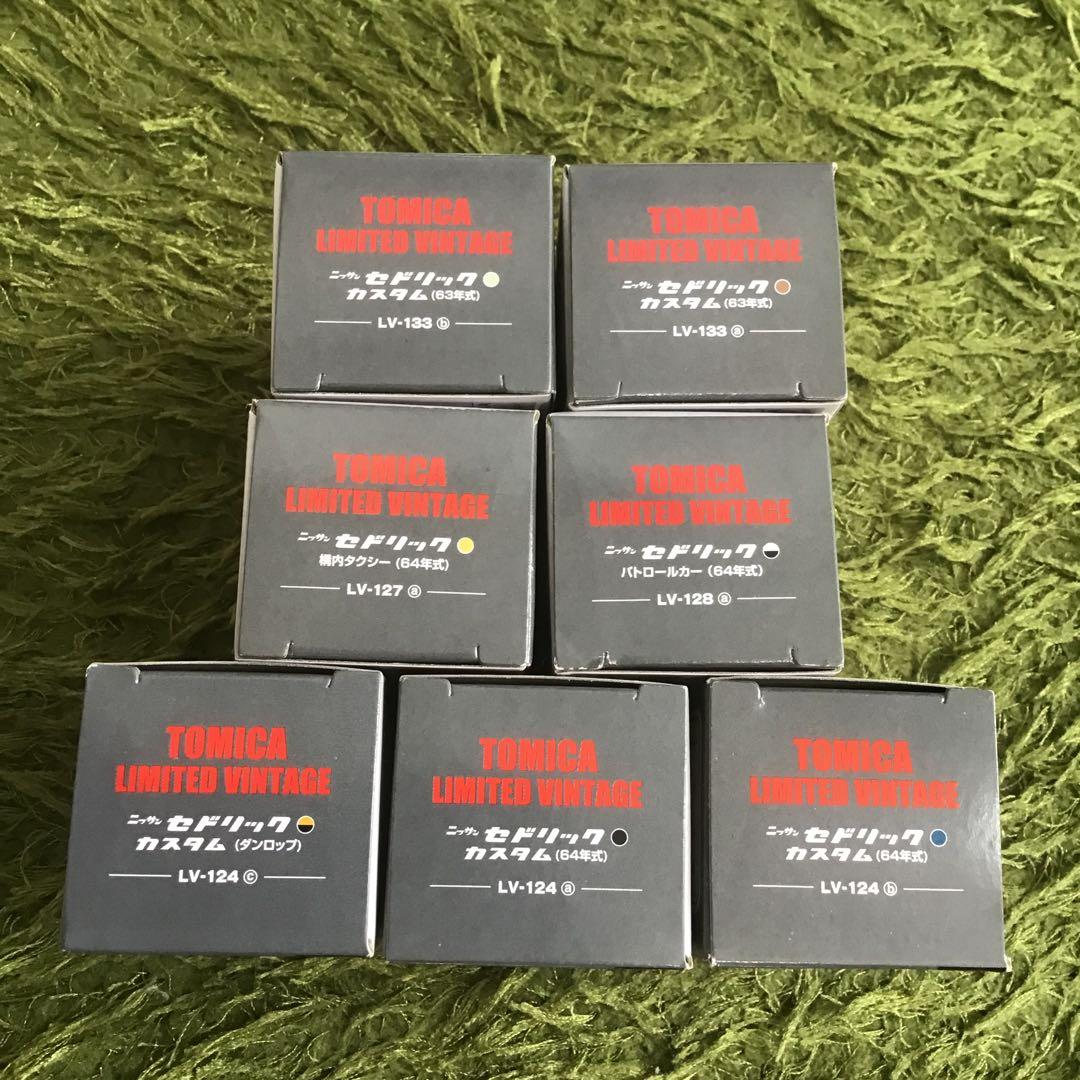 TOMICA
LIMITED VINTAGE
ニッサン セドリック
カスタム (63年式)
LV-133 ⓑ
TOMICA
LIMITED VINTAGE
ニッサン セドリック
カスタム (63年式)
LV-133 ⓐ
TOMICA
LIMITED VINTAGE
ニッサン セドリック
構内タクシー (64年式)
LV-127 ⓐ
TOMICA
LIMITED VINTAGE
ニッサン セドリック
パトロールカー (64年式)
LV-128 ⓐ
TOMICA
LIMITED VINTAGE
ニッサン セドリック
カスタム (ダンロップ)
LV-124 ⓒ
TOMICA
LIMITED VINTAGE
ニッサン セドリック
カスタム (64年式)
LV-124 ⓐ
TOMICA
LIMITED VINTAGE
ニッサン セドリック
カスタム (64年式)
LV-124 ⓑ